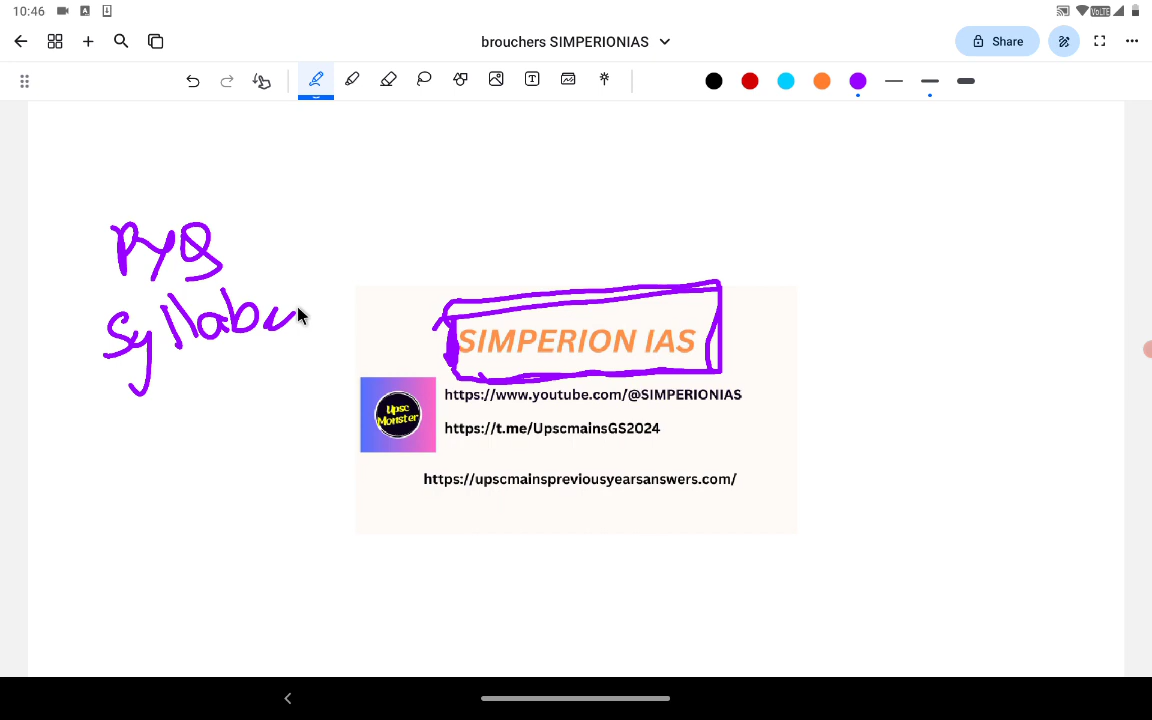 10:46
VoLTE
brouchers SIMPERIONIAS
Share
PYQ
syllabu
SIMPERION IAS
Upsc
Monster
https://www.youtube.com/@SIMPERIONIAS
https://t.me/UpscmainsGS2024
https://upscmainspreviousyearsanswers.com/